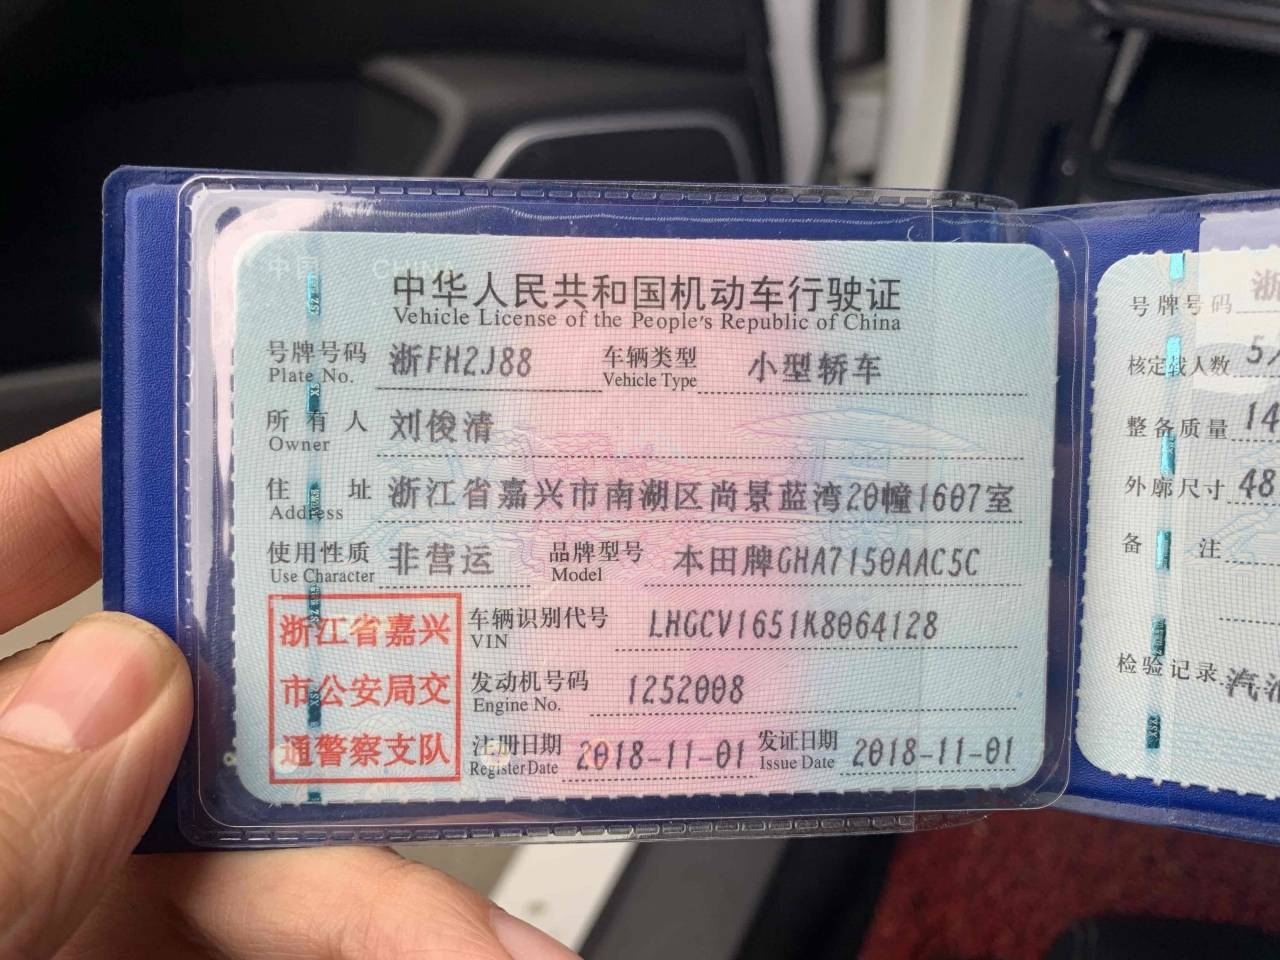 中国 CHINA
中华人民共和国机动车行驶证
Vehicle License of the People's Republic of China
号牌号码 浙FH2J88 车辆类型 小型轿车
Plate No. Vehicle Type
所有人 刘俊清
Owner
住址 浙江省嘉兴市南湖区尚景蓝湾20幢1607室
Address
使用性质 非营运 品牌型号 本田牌GHA7150AAC5C
Use Character Model
浙江省嘉兴
市公安局交
通警察支队
车辆识别代号 LHGCV1651K8064128
VIN
发动机号码 1252008
Engine No.
注册日期 2018-11-01 发证日期 2018-11-01
Register Date Issue Date
号牌号码 浙
核定载人数 5
整备质量 14
外廓尺寸 48
备注
检验记录 汽